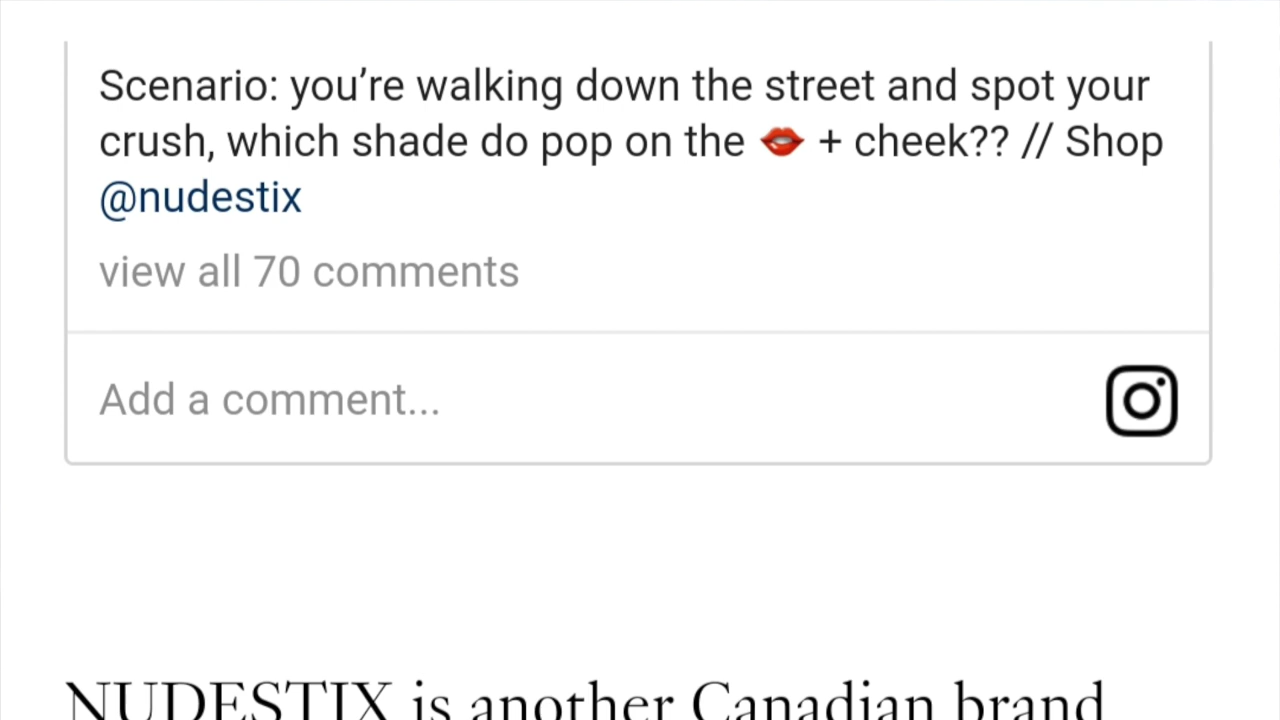 Scenario: you’re walking down the street and spot your
crush, which shade do pop on the 👄 + cheek?? // Shop
@nudestix
view all 70 comments
Add a comment...
NUDESTIX is another Canadian brand